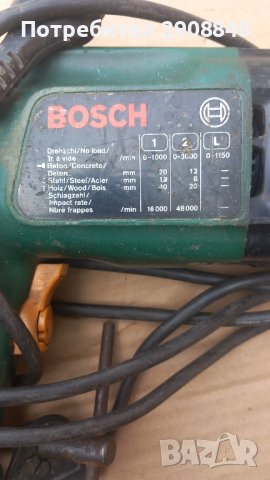 Потребител 3908848
BOSCH
1 2 L
Drehzahl/No load/
Tr. à vide /min 0-1000 0-3000 0-1150
Beton/Concrete/
Béton mm 20 13 —
Stahl/Steel/Acier mm 13 8 —
Holz/Wood/Bois mm 40 20 —
Schlagzahl/
Impact rate/
Nbre frappes /min 16 000 48 000 —
BAZAR